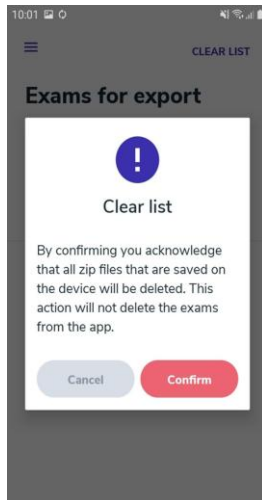 10:01
CLEAR LIST
Exams for export
Clear list
By confirming you acknowledge
that all zip files that are saved on
the device will be deleted. This
action will not delete the exams
from the app.
Cancel Confirm